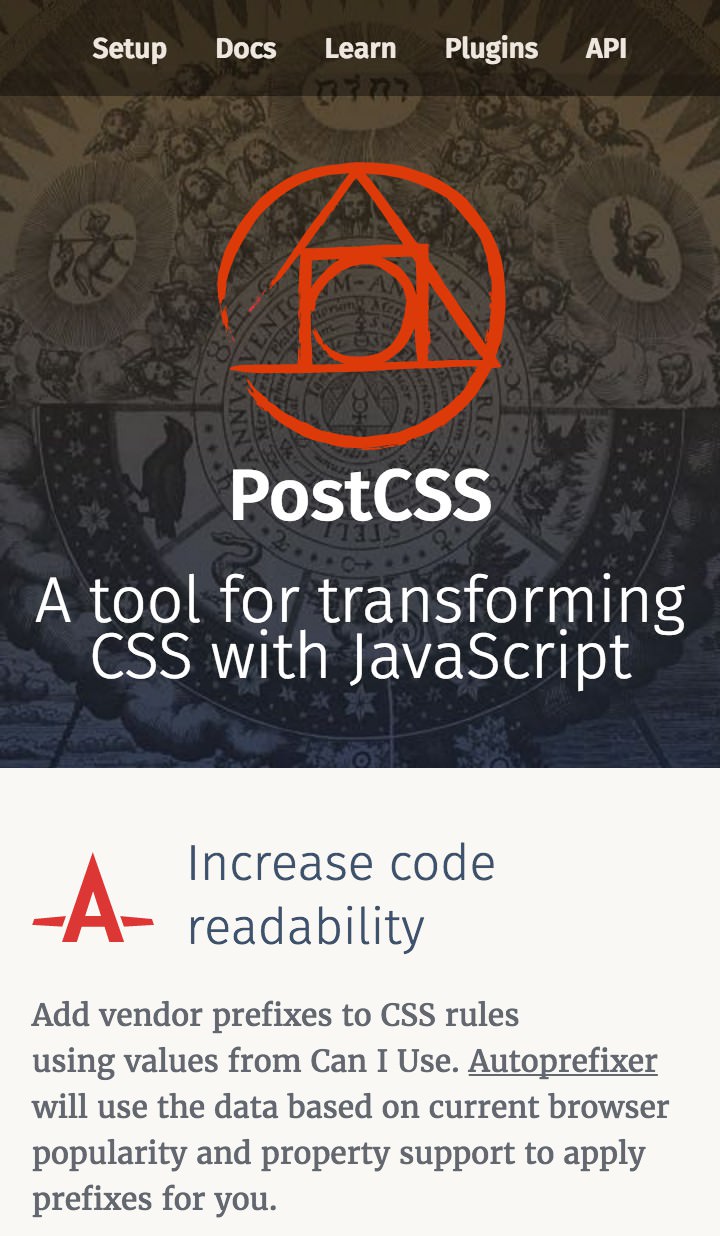 Setup Docs Learn Plugins API
PostCSS
A tool for transforming
CSS with JavaScript
Increase code
readability
Add vendor prefixes to CSS rules
using values from Can I Use. Autoprefixer
will use the data based on current browser
popularity and property support to apply
prefixes for you.